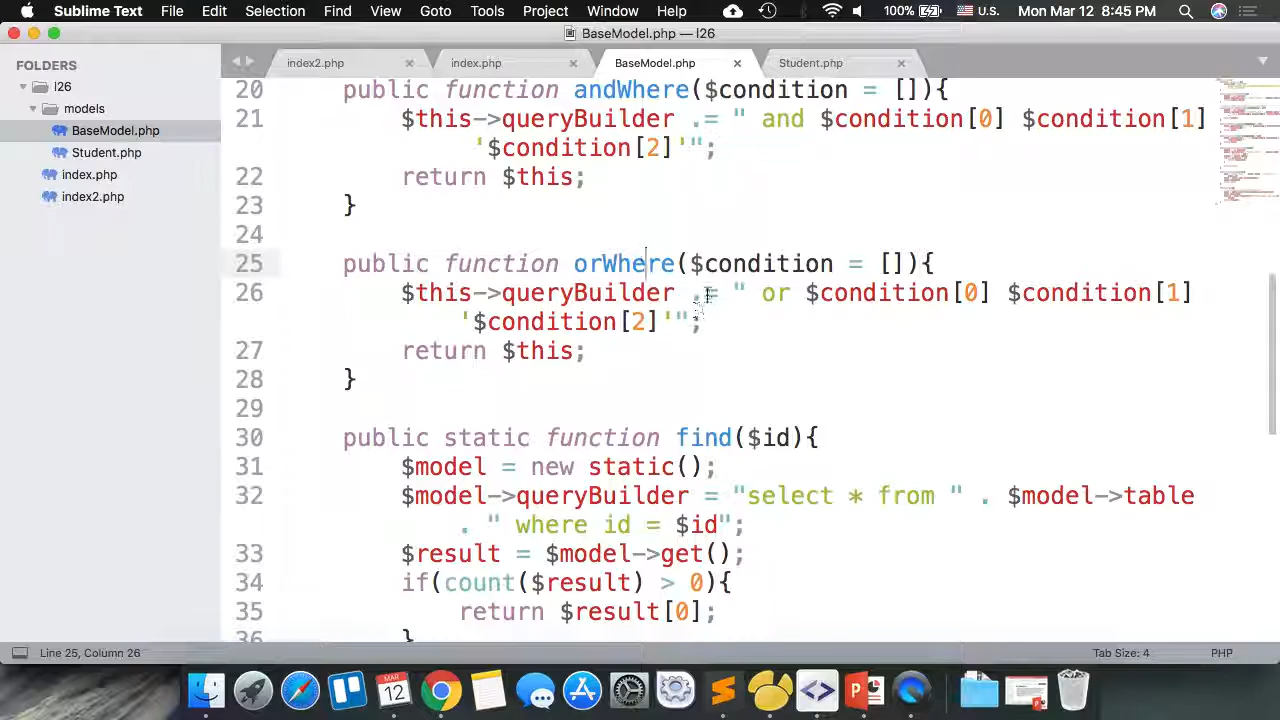 Sublime Text File Edit Selection Find View Goto Tools Project Window Help 100% U.S. Mon Mar 12 8:45 PM
BaseModel.php — l26
FOLDERS
l26
models
BaseModel.php
Student.php
index.php
index2.php
index2.php index.php BaseModel.php Student.php
20 public function andWhere($condition = []){
21 $this->queryBuilder .= " and $condition[0] $condition[1]
'$condition[2]'";
22 return $this;
23 }
24
25 public function orWhere($condition = []){
26 $this->queryBuilder .= " or $condition[0] $condition[1]
'$condition[2]'";
27 return $this;
28 }
29
30 public static function find($id){
31 $model = new static();
32 $model->queryBuilder = "select * from " . $model->table
. " where id = $id";
33 $result = $model->get();
34 if(count($result) > 0){
35 return $result[0];
36 }
Line 25, Column 26 Tab Size: 4 PHP
MAR
12